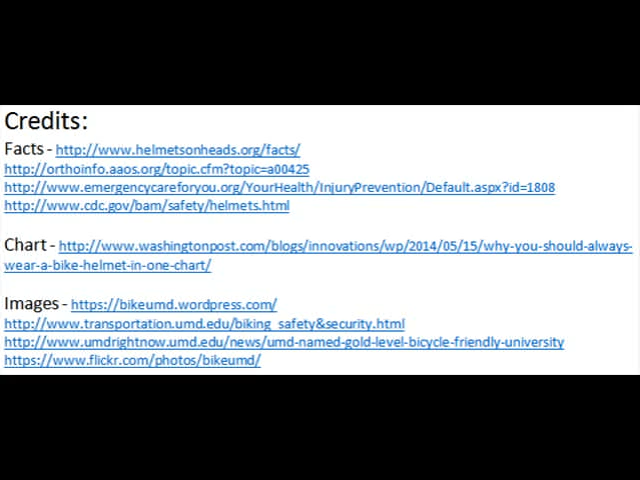 Credits:
Facts - http://www.helmetsonheads.org/facts/
http://orthoinfo.aaos.org/topic.cfm?topic=a00425
http://www.emergencycareforyou.org/YourHealth/InjuryPrevention/Default.aspx?id=1808
http://www.cdc.gov/bam/safety/helmets.html
Chart - http://www.washingtonpost.com/blogs/innovations/wp/2014/05/15/why-you-should-always-
wear-a-bike-helmet-in-one-chart/
Images - https://bikeumd.wordpress.com/
http://www.transportation.umd.edu/biking_safety&security.html
http://www.umdrightnow.umd.edu/news/umd-named-gold-level-bicycle-friendly-university
https://www.flickr.com/photos/bikeumd/